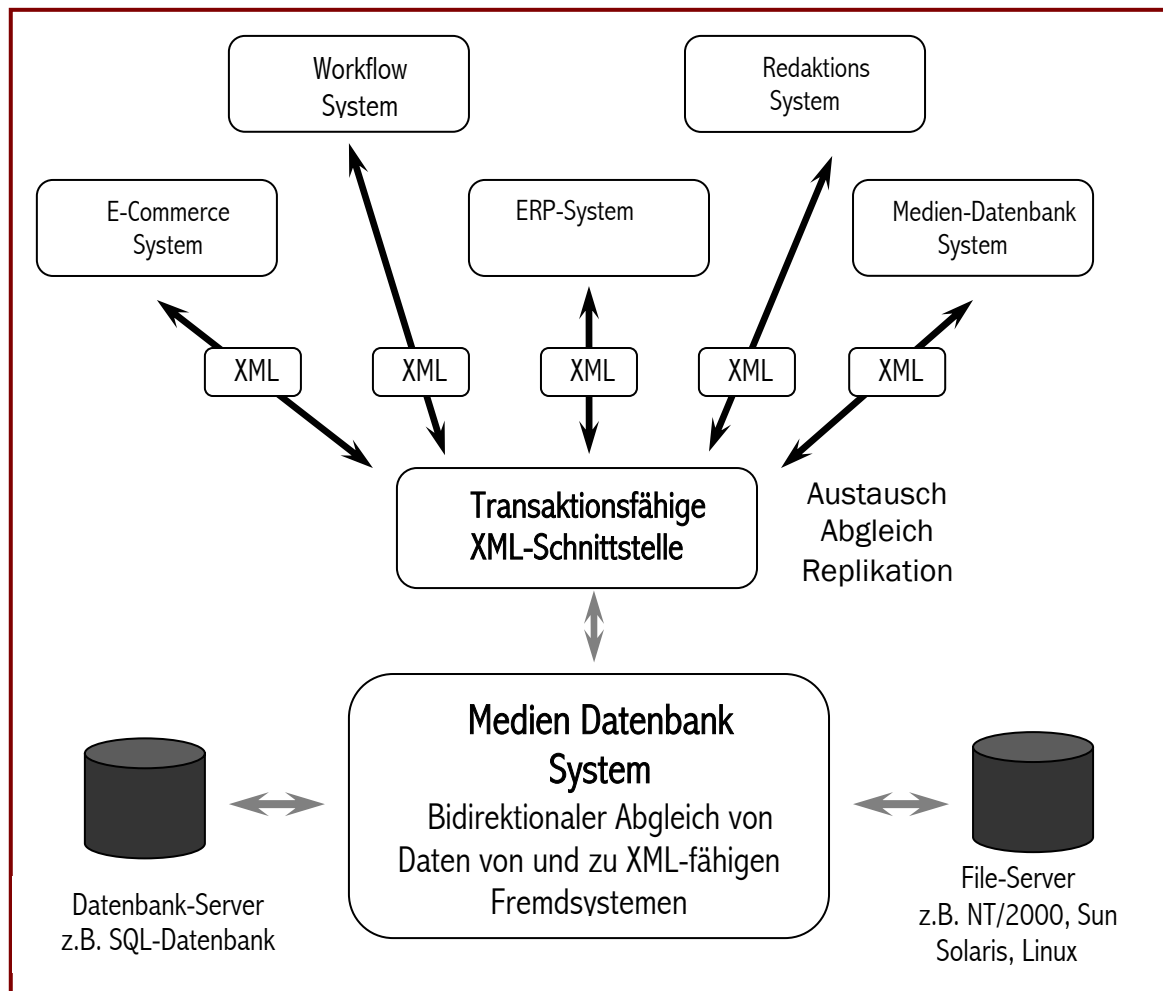 Workflow
System
Redaktions
System
E-Commerce
System
ERP-System
Medien-Datenbank
System
XML
XML
XML
XML
XML
Transaktionsfähige
XML-Schnittstelle
Austausch
Abgleich
Replikation
Medien Datenbank
System
Bidirektionaler Abgleich von
Daten von und zu XML-fähigen
Fremdsystemen
Datenbank-Server
z.B. SQL-Datenbank
File-Server
z.B. NT/2000, Sun
Solaris, Linux